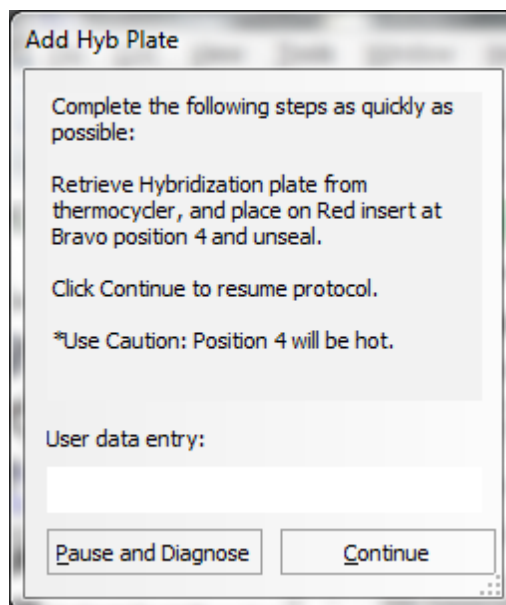 Add Hyb Plate
Complete the following steps as quickly as
possible:
Retrieve Hybridization plate from
thermocycler, and place on Red insert at
Bravo position 4 and unseal.
Click Continue to resume protocol.
*Use Caution: Position 4 will be hot.
User data entry:
Pause and Diagnose
Continue